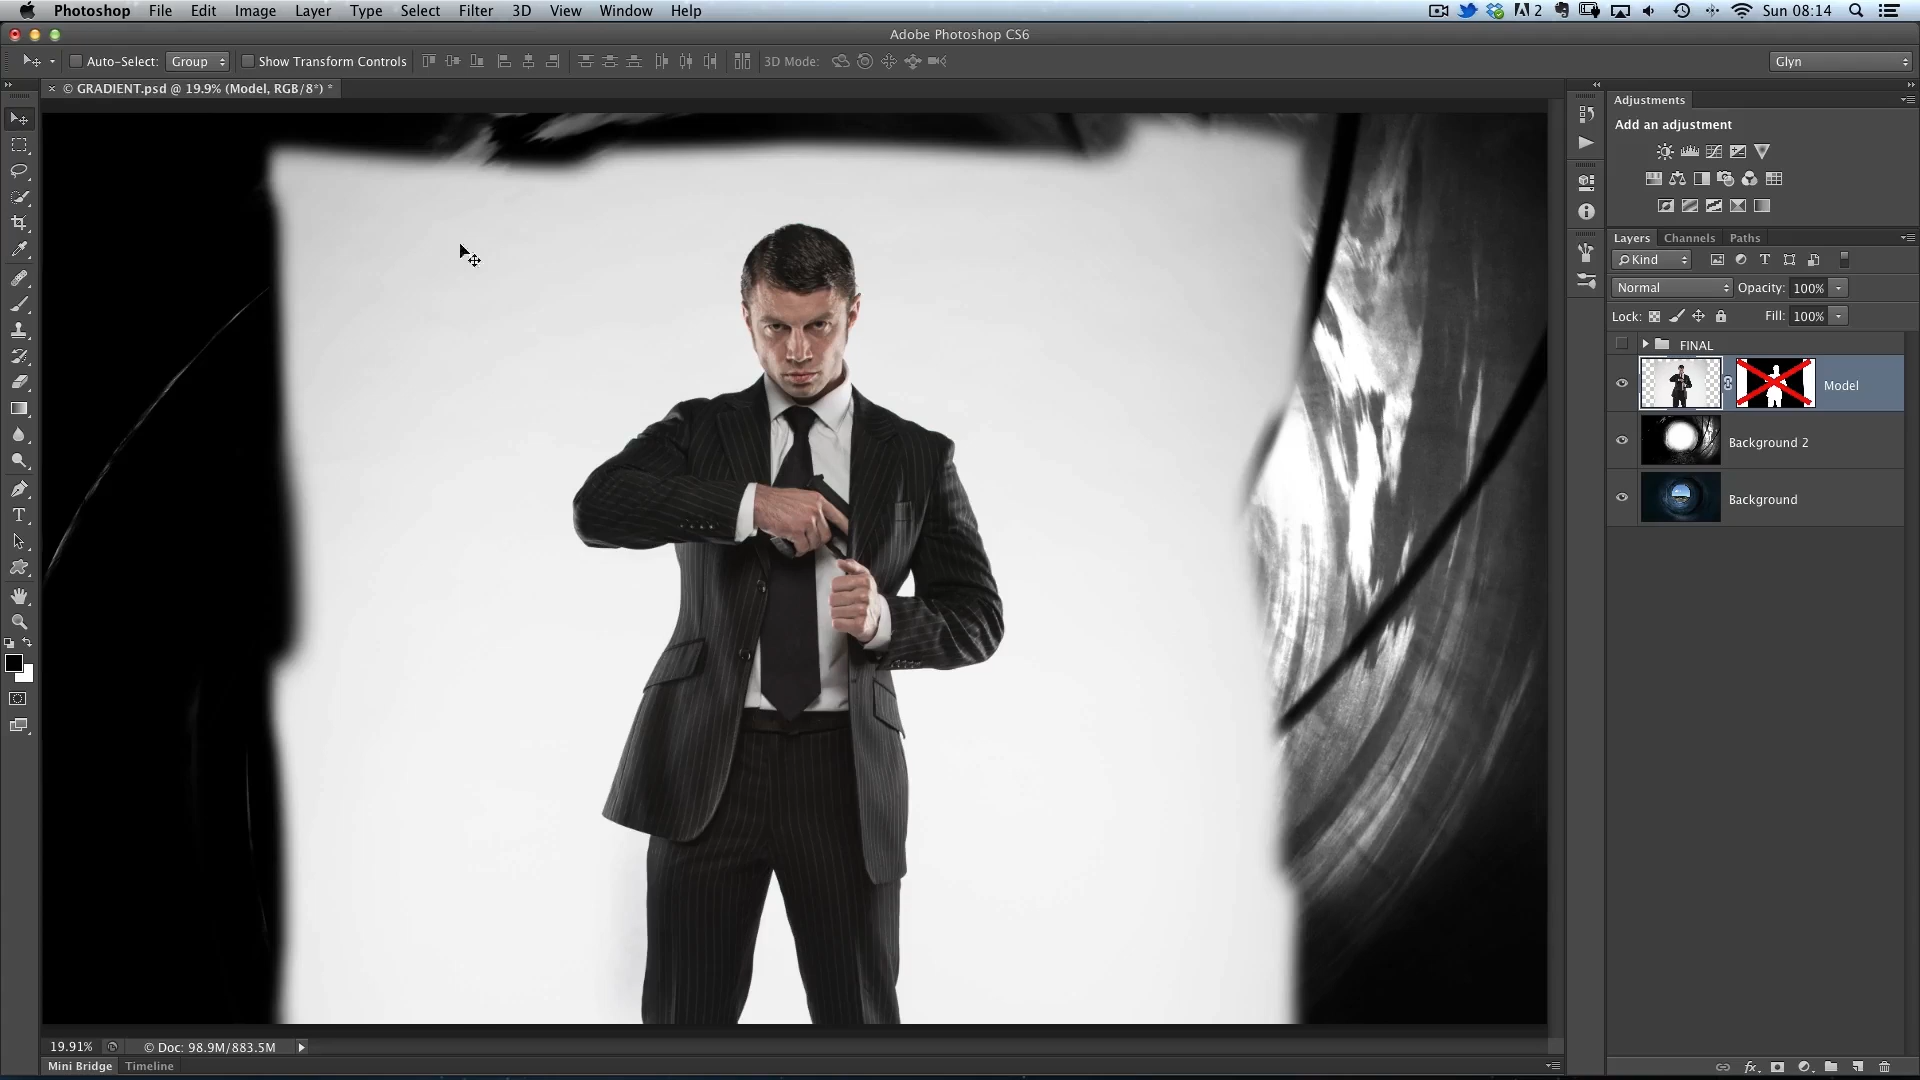 Photoshop File Edit Image Layer Type Select Filter 3D View Window Help 2 Sun 08:14
Adobe Photoshop CS6
Auto-Select: Group Show Transform Controls 3D Mode: Glyn
× © GRADIENT.psd @ 19.9% (Model, RGB/8*) *
Adjustments
Add an adjustment
Layers Channels Paths
Kind T
Normal Opacity: 100%
Lock: Fill: 100%
FINAL
Model
Background 2
Background
T
19.91% © Doc: 98.9M/883.5M
Mini Bridge Timeline
fx